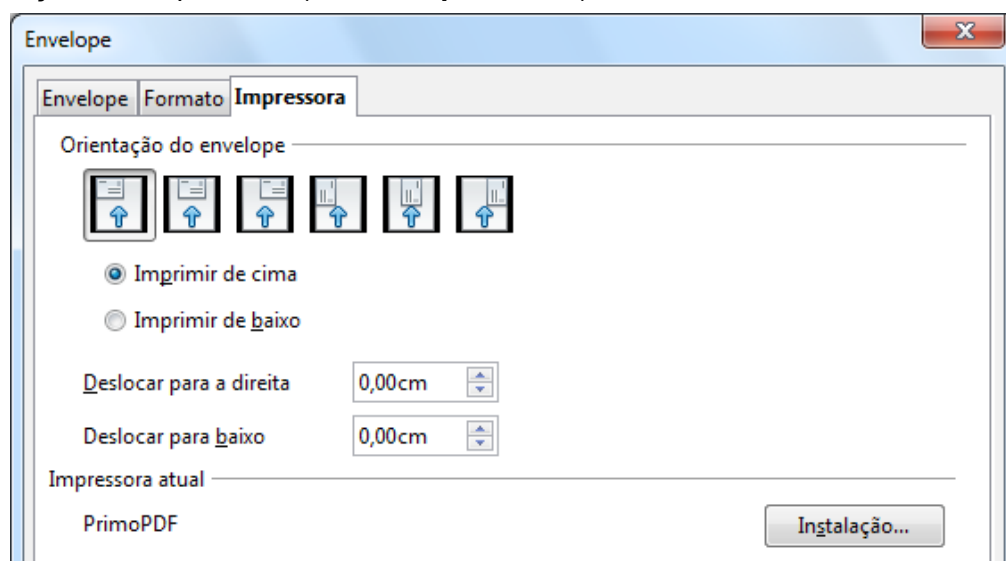 Envelope
Envelope Formato Impressora
Orientação do envelope
Imprimir de cima
Imprimir de baixo
Deslocar para a direita 0,00cm
Deslocar para baixo 0,00cm
Impressora atual
PrimoPDF Instalação...